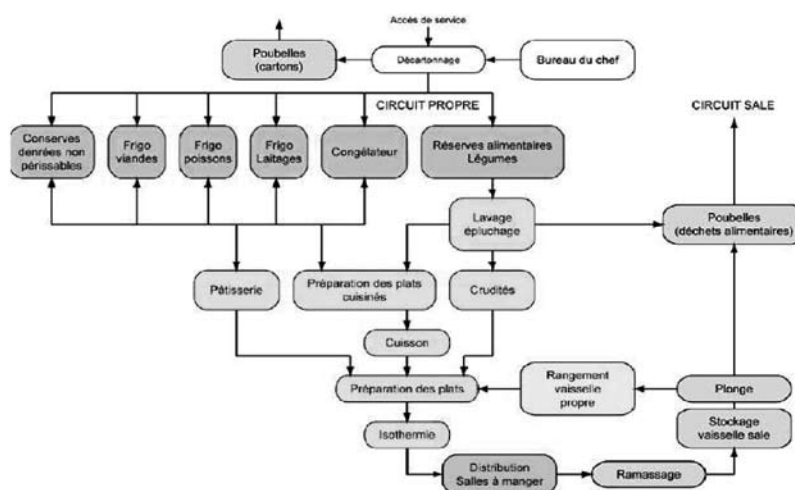 Accès de service
Poubelles
(cartons)
Décartonnage
Bureau du chef
CIRCUIT PROPRE
CIRCUIT SALE
Conserves
denrées non
périssables
Frigo
viandes
Frigo
poissons
Frigo
Laitages
Congélateur
Réserves alimentaires
Légumes
Lavage
épluchage
Poubelles
(déchets alimentaires)
Pâtisserie
Préparation des plats
cuisinés
Crudités
Cuisson
Préparation des plats
Rangement
vaisselle
propre
Plonge
Isothermie
Stockage
vaisselle sale
Distribution
Salles à manger
Ramassage